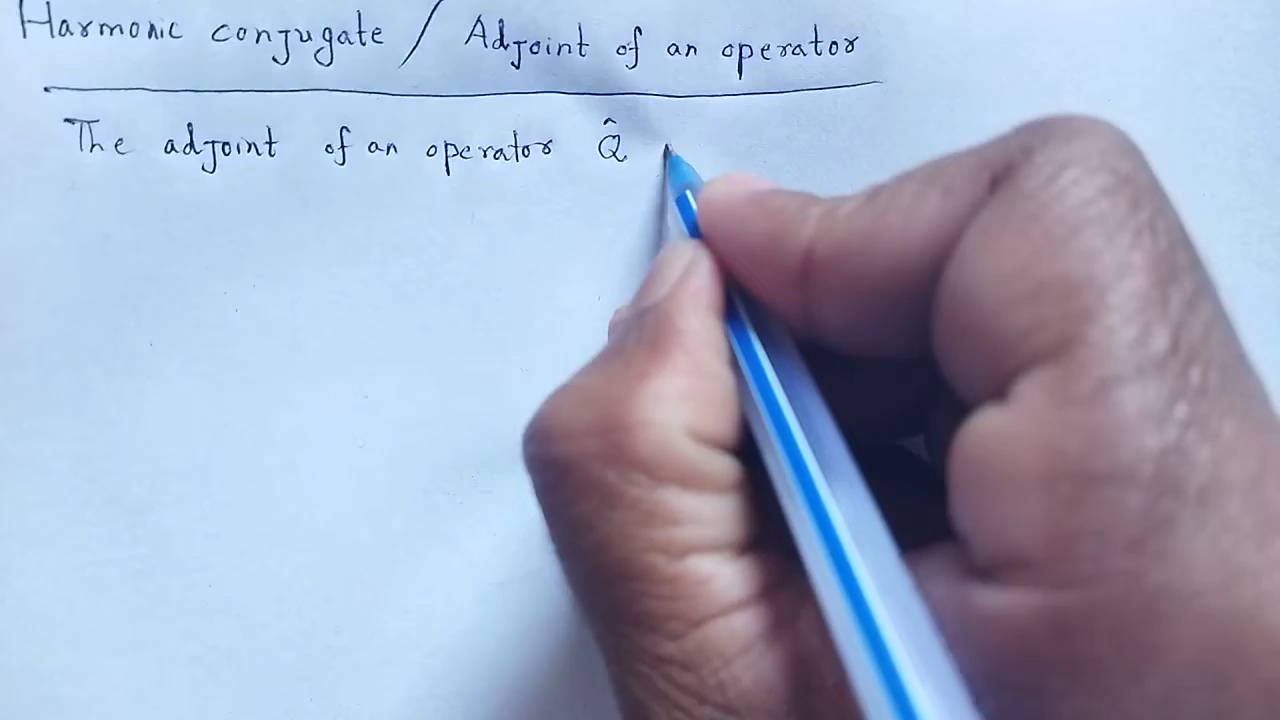 Harmonic conjugate / Adjoint of an operator
The adjoint of an operator Q̂